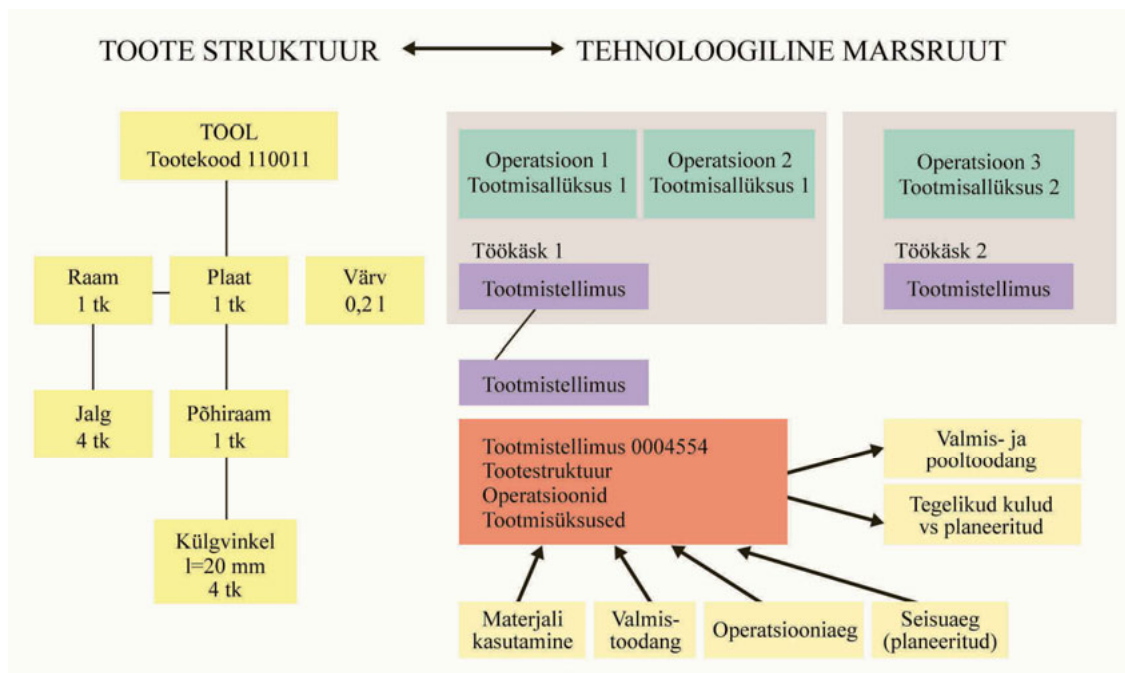 TOOTE STRUKTUUR
TEHNOLOOGILINE MARSRUUT
TOOL
Tootekood 110011
Raam
1 tk
Plaat
1 tk
Värv
0,2 l
Jalg
4 tk
Põhiraam
1 tk
Külgvinkel
l=20 mm
4 tk
Operatsioon 1
Tootmisallüksus 1
Operatsioon 2
Tootmisallüksus 1
Töökäsk 1
Tootmistellimus
Operatsioon 3
Tootmisallüksus 2
Töökäsk 2
Tootmistellimus
Tootmistellimus
Tootmistellimus 0004554
Tootestruktuur
Operatsioonid
Tootmisüksused
Valmis- ja
pooltoodang
Tegelikud kulud
vs planeeritud
Materjali
kasutamine
Valmis-
toodang
Operatsiooniaeg
Seisuaeg
(planeeritud)